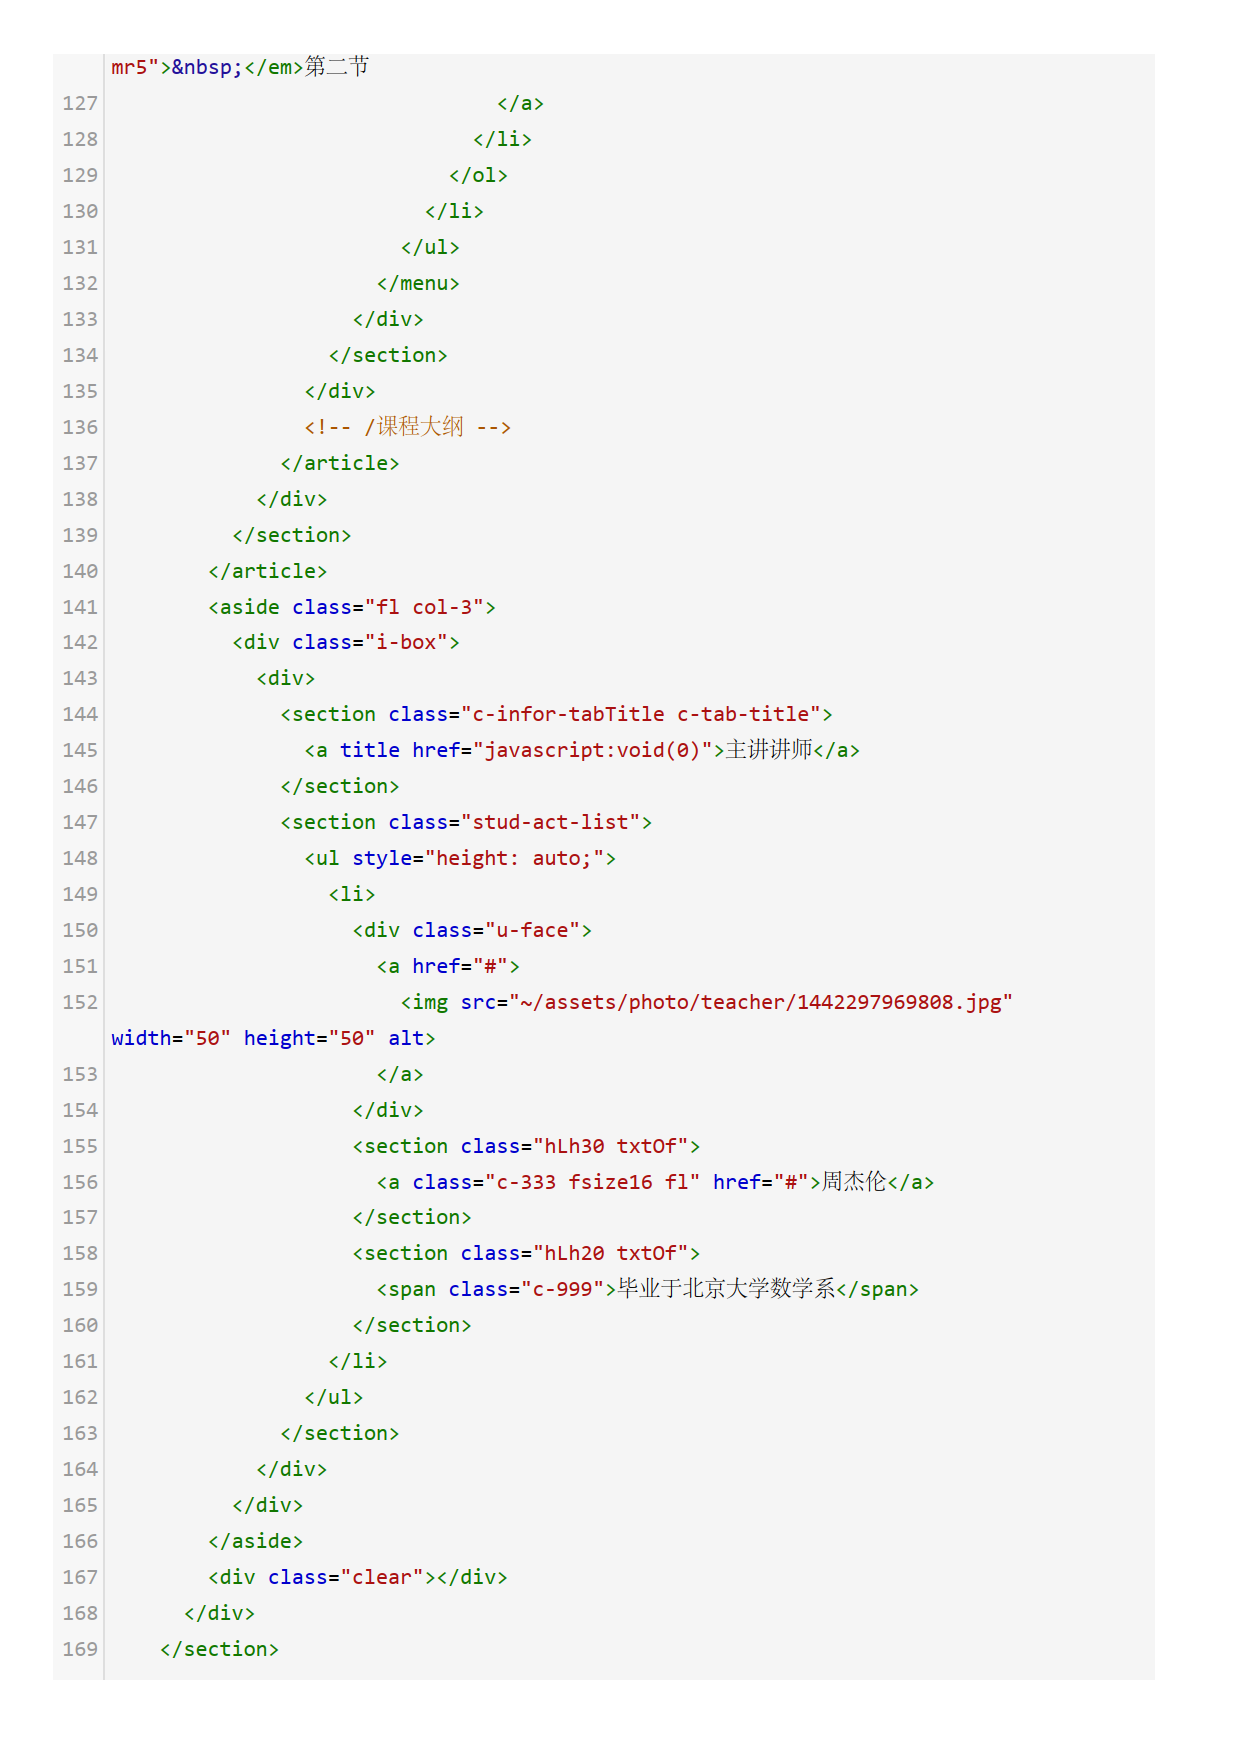 mr5">&nbsp;</em>第二节
127                                 </a>
128                               </li>
129                             </ol>
130                           </li>
131                         </ul>
132                       </menu>
133                     </div>
134                   </section>
135                 </div>
136                 <!-- /课程大纲 -->
137               </article>
138             </div>
139           </section>
140         </article>
141         <aside class="fl col-3">
142           <div class="i-box">
143             <div>
144               <section class="c-infor-tabTitle c-tab-title">
145                 <a title href="javascript:void(0)">主讲讲师</a>
146               </section>
147               <section class="stud-act-list">
148                 <ul style="height: auto;">
149                   <li>
150                     <div class="u-face">
151                       <a href="#">
152                         <img src="~/assets/photo/teacher/1442297969808.jpg"
width="50" height="50" alt>
153                       </a>
154                     </div>
155                     <section class="hLh30 txtOf">
156                       <a class="c-333 fsize16 fl" href="#">周杰伦</a>
157                     </section>
158                     <section class="hLh20 txtOf">
159                       <span class="c-999">毕业于北京大学数学系</span>
160                     </section>
161                   </li>
162                 </ul>
163               </section>
164             </div>
165           </div>
166         </aside>
167         <div class="clear"></div>
168       </div>
169     </section>